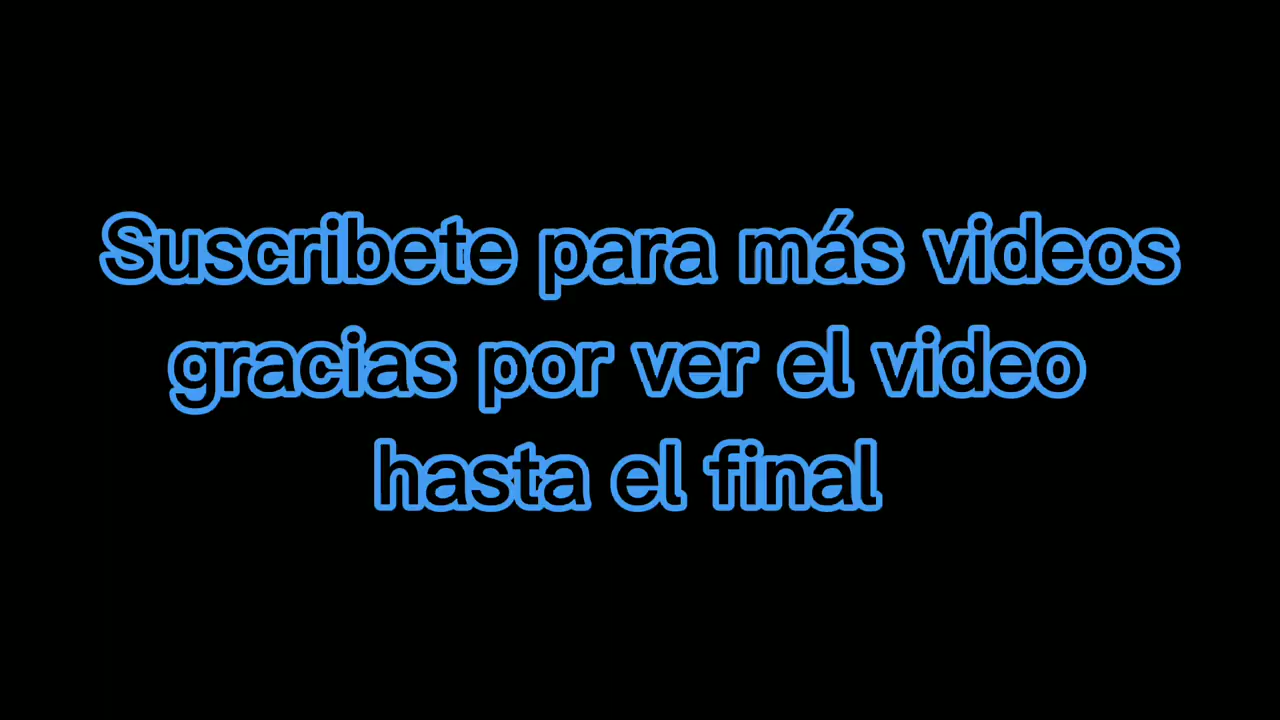 Suscribete para más videos
gracias por ver el video
hasta el final